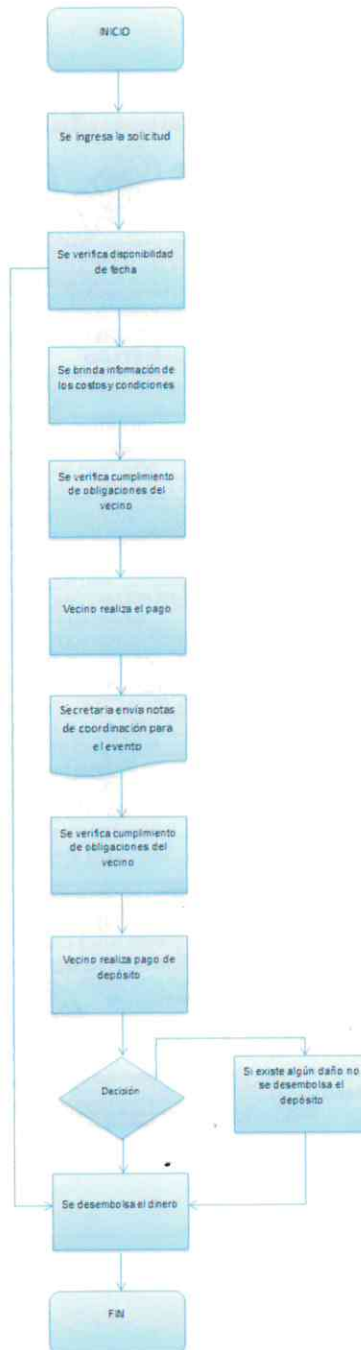 INICIO
Se ingresa la solicitud
Se verifica disponibilidad
de fecha
Se brinda información de
los costos y condiciones
Se verifica cumplimiento
de obligaciones del
vecino
Vecino realiza el pago
Secretaria envía notas
de coordinación para
el evento
Se verifica cumplimiento
de obligaciones del
vecino
Vecino realiza pago de
depósito
Decisión
Si existe algún daño no
se desembolsa el
depósito
Se desembolsa el dinero
FIN